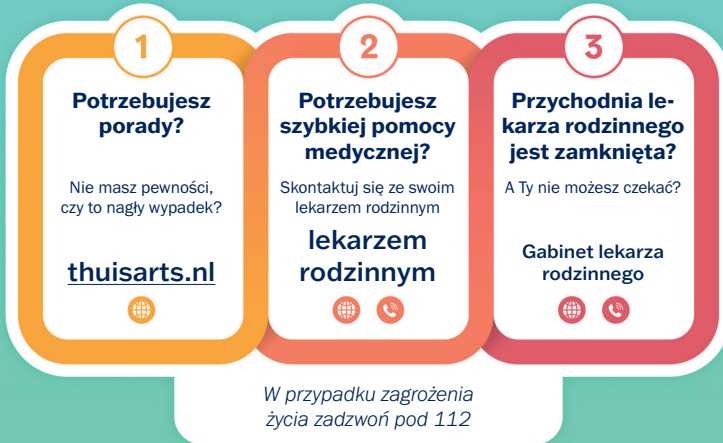 1
Potrzebujesz
porady?
Nie masz pewności,
czy to nagły wypadek?
thuisarts.nl
2
Potrzebujesz
szybkiej pomocy
medycznej?
Skontaktuj się ze swoim
lekarzem rodzinnym
lekarzem
rodzinnym
3
Przychodnia le-
karza rodzinnego
jest zamknięta?
A Ty nie możesz czekać?
Gabinet lekarza
rodzinnego
W przypadku zagrożenia
życia zadzwoń pod 112